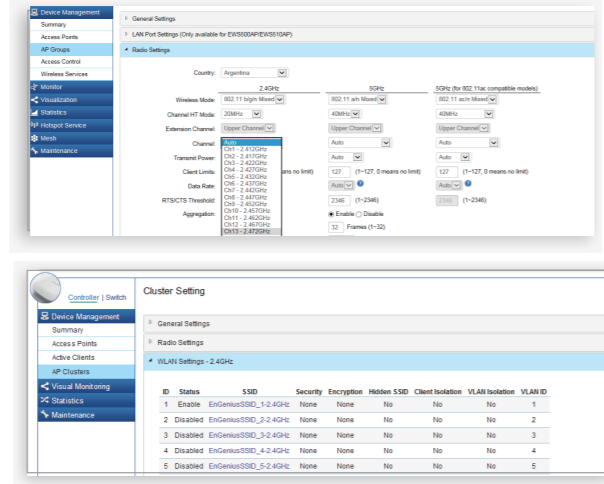 Device Management
Summary
Access Points
AP Groups
Access Control
Wireless Services
Monitor
Visualization
Statistics
Hotspot Service
Mesh
Maintenance
General Settings
LAN Port Settings (Only available for EWS500AP/EWS510AP)
Radio Settings
Country: Argentina
2.4GHz 5GHz 5GHz (for 802.11ac compatible models)
Wireless Mode: 802.11 b/g/n Mixed 802.11 a/n Mixed 802.11 ac/n Mixed
Channel HT Mode: 20MHz 40MHz 40MHz
Extension Channel: Upper Channel Upper Channel Upper Channel
Channel: Auto Auto Auto
Ch1 - 2.412GHz
Ch2 - 2.417GHz
Transmit Power: Auto Auto
Ch3 - 2.422GHz
Ch4 - 2.427GHz
Client Limits: ans no limit) 127 (1~127, 0 means no limit) 127 (1~127, 0 means no limit)
Ch5 - 2.432GHz
Ch6 - 2.437GHz
Data Rate: Auto Auto
Ch7 - 2.442GHz
Ch8 - 2.447GHz
RTS/CTS Threshold: 2346 (1~2346) 2346 (1~2346)
Ch9 - 2.452GHz
Ch10 - 2.457GHz
Aggregation: Enable Disable
Ch11 - 2.462GHz
Ch12 - 2.467GHz
32 Frames (1~32)
Ch13 - 2.472GHz
Controller | Switch
Device Management
Summary
Access Points
Active Clients
AP Clusters
Visual Monitoring
Statistics
Maintenance
Cluster Setting
General Settings
Radio Settings
WLAN Settings - 2.4GHz
ID Status SSID Security Encryption Hidden SSID Client Isolation VLAN Isolation VLAN ID
1 Enable EnGeniusSSID_1-2.4GHz None None No No No 1
2 Disabled EnGeniusSSID_2-2.4GHz None None No No No 2
3 Disabled EnGeniusSSID_3-2.4GHz None None No No No 3
4 Disabled EnGeniusSSID_4-2.4GHz None None No No No 4
5 Disabled EnGeniusSSID_5-2.4GHz None None No No No 5